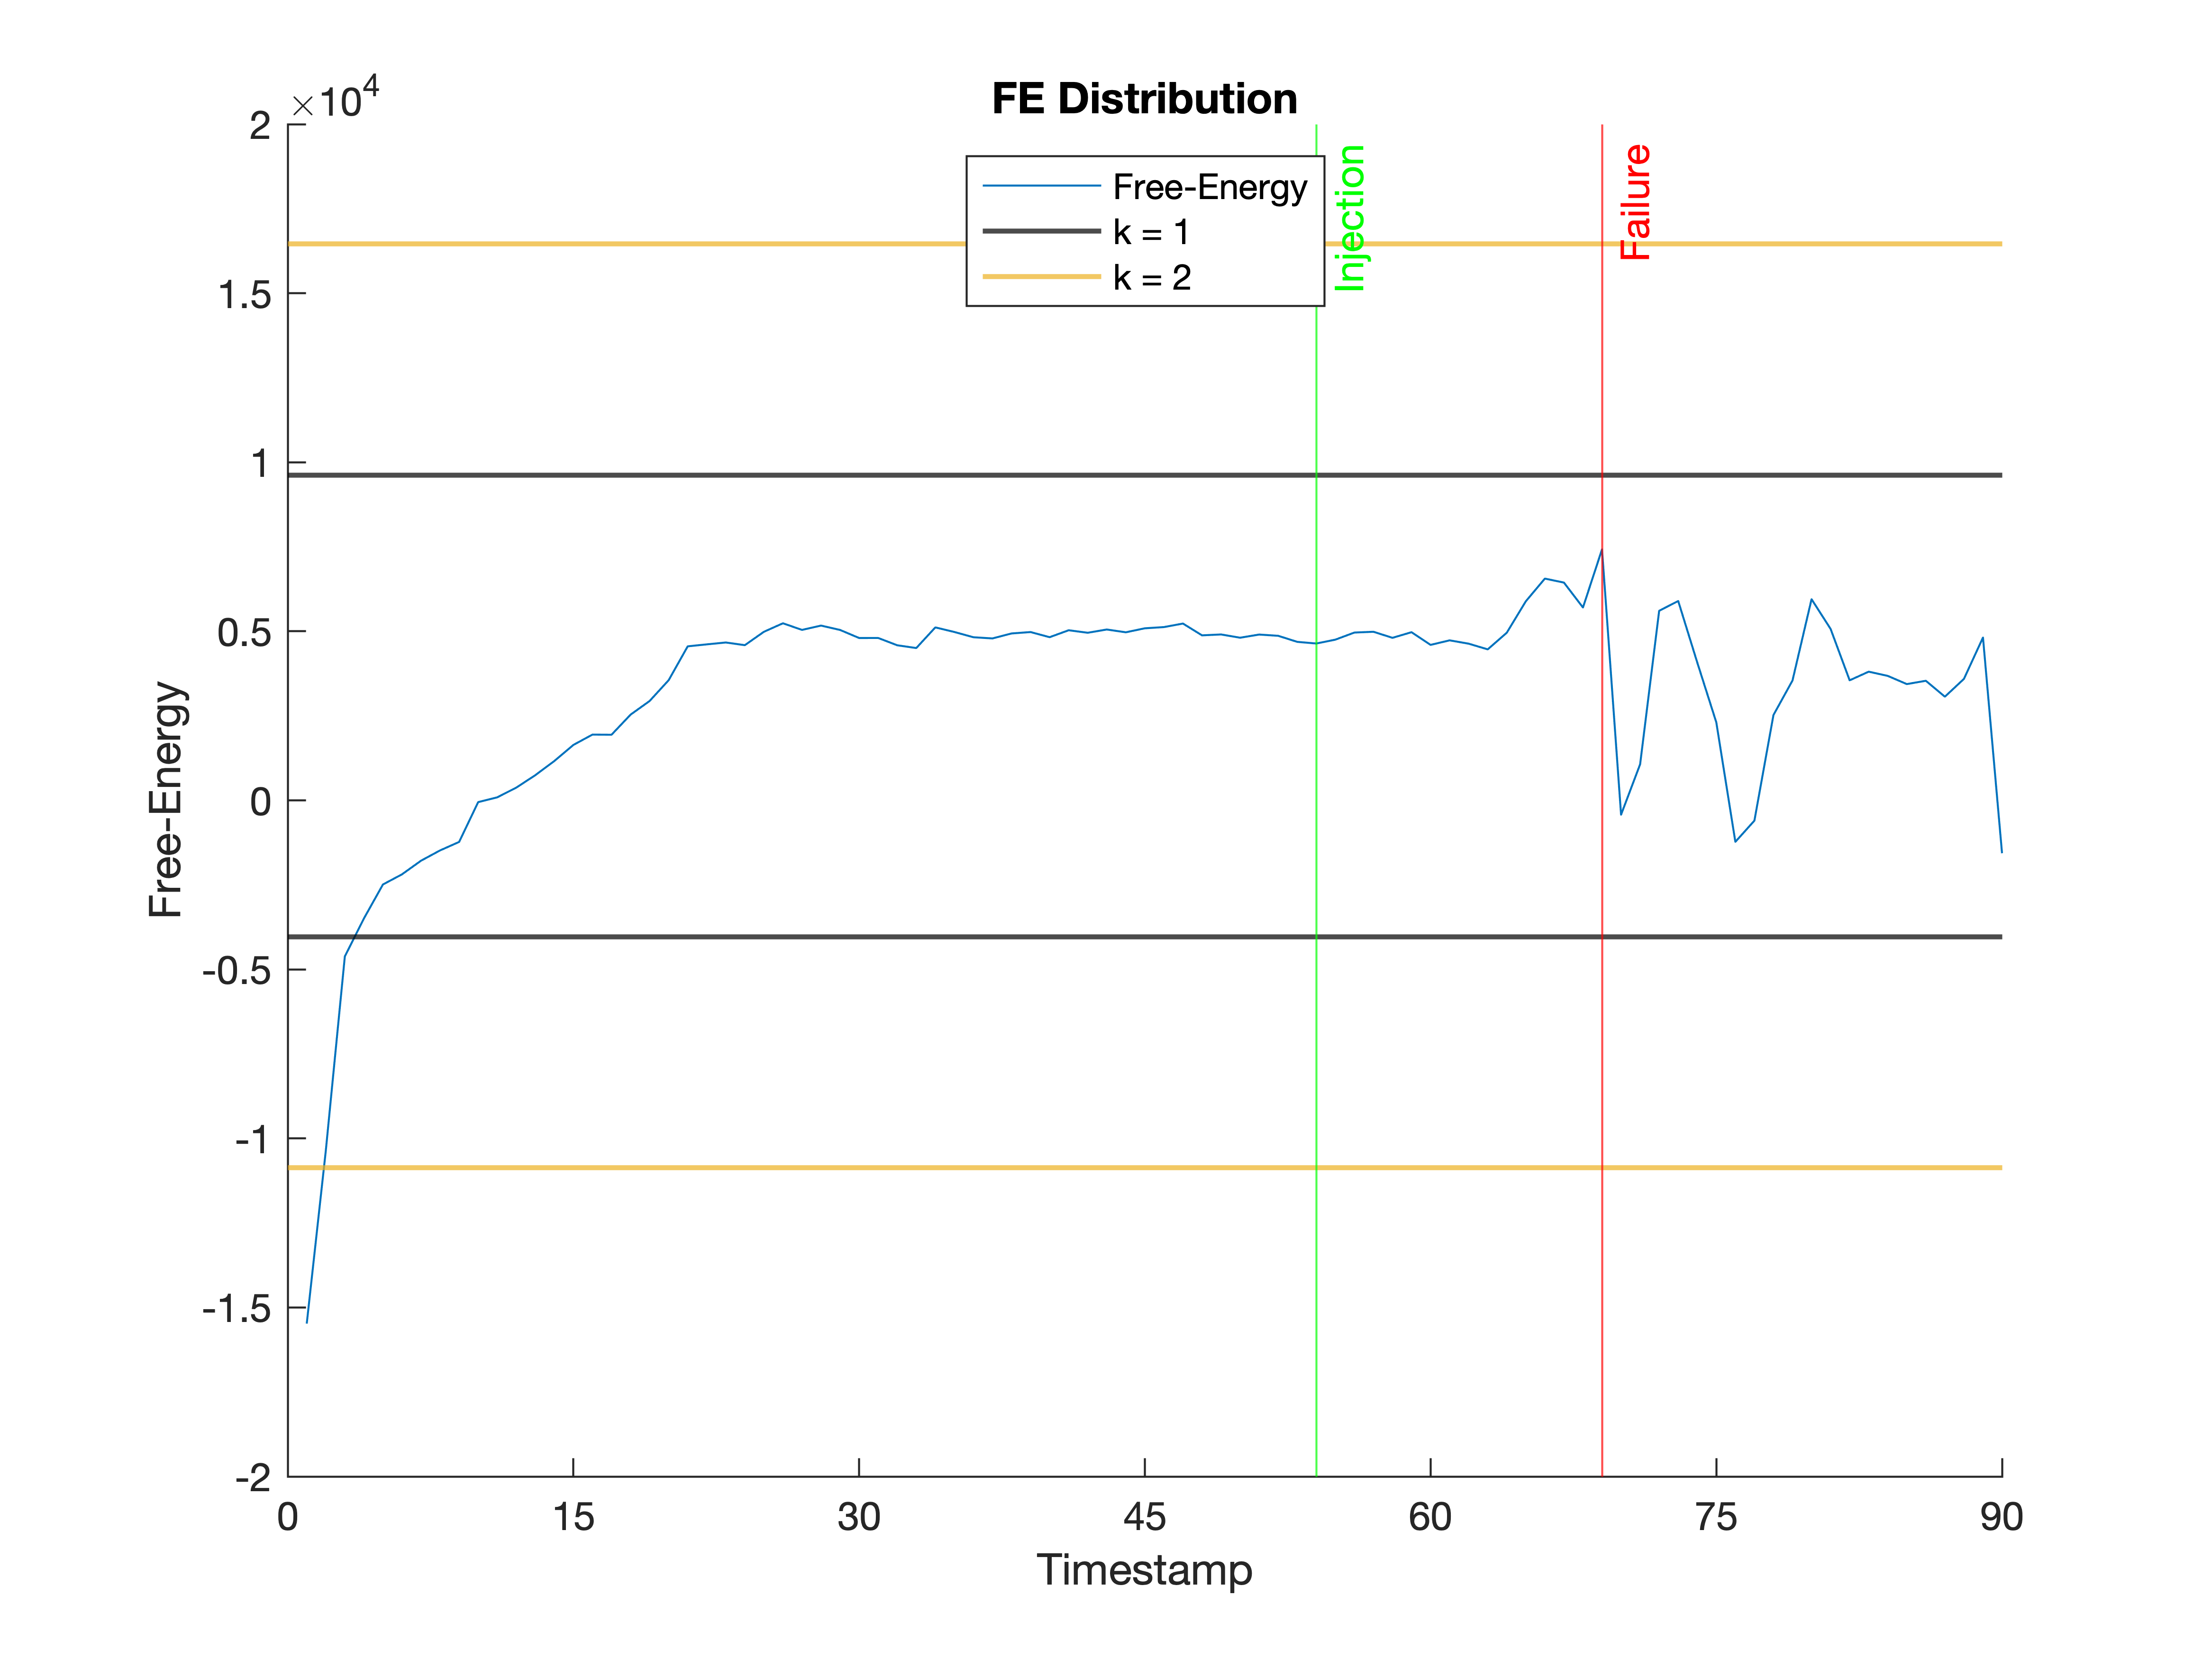 ×10^4
FE Distribution
Free-Energy
k = 1
k = 2
Injection
Failure
2
1.5
1
0.5
0
-0.5
-1
-1.5
-2
Free-Energy
0 15 30 45 60 75 90
Timestamp